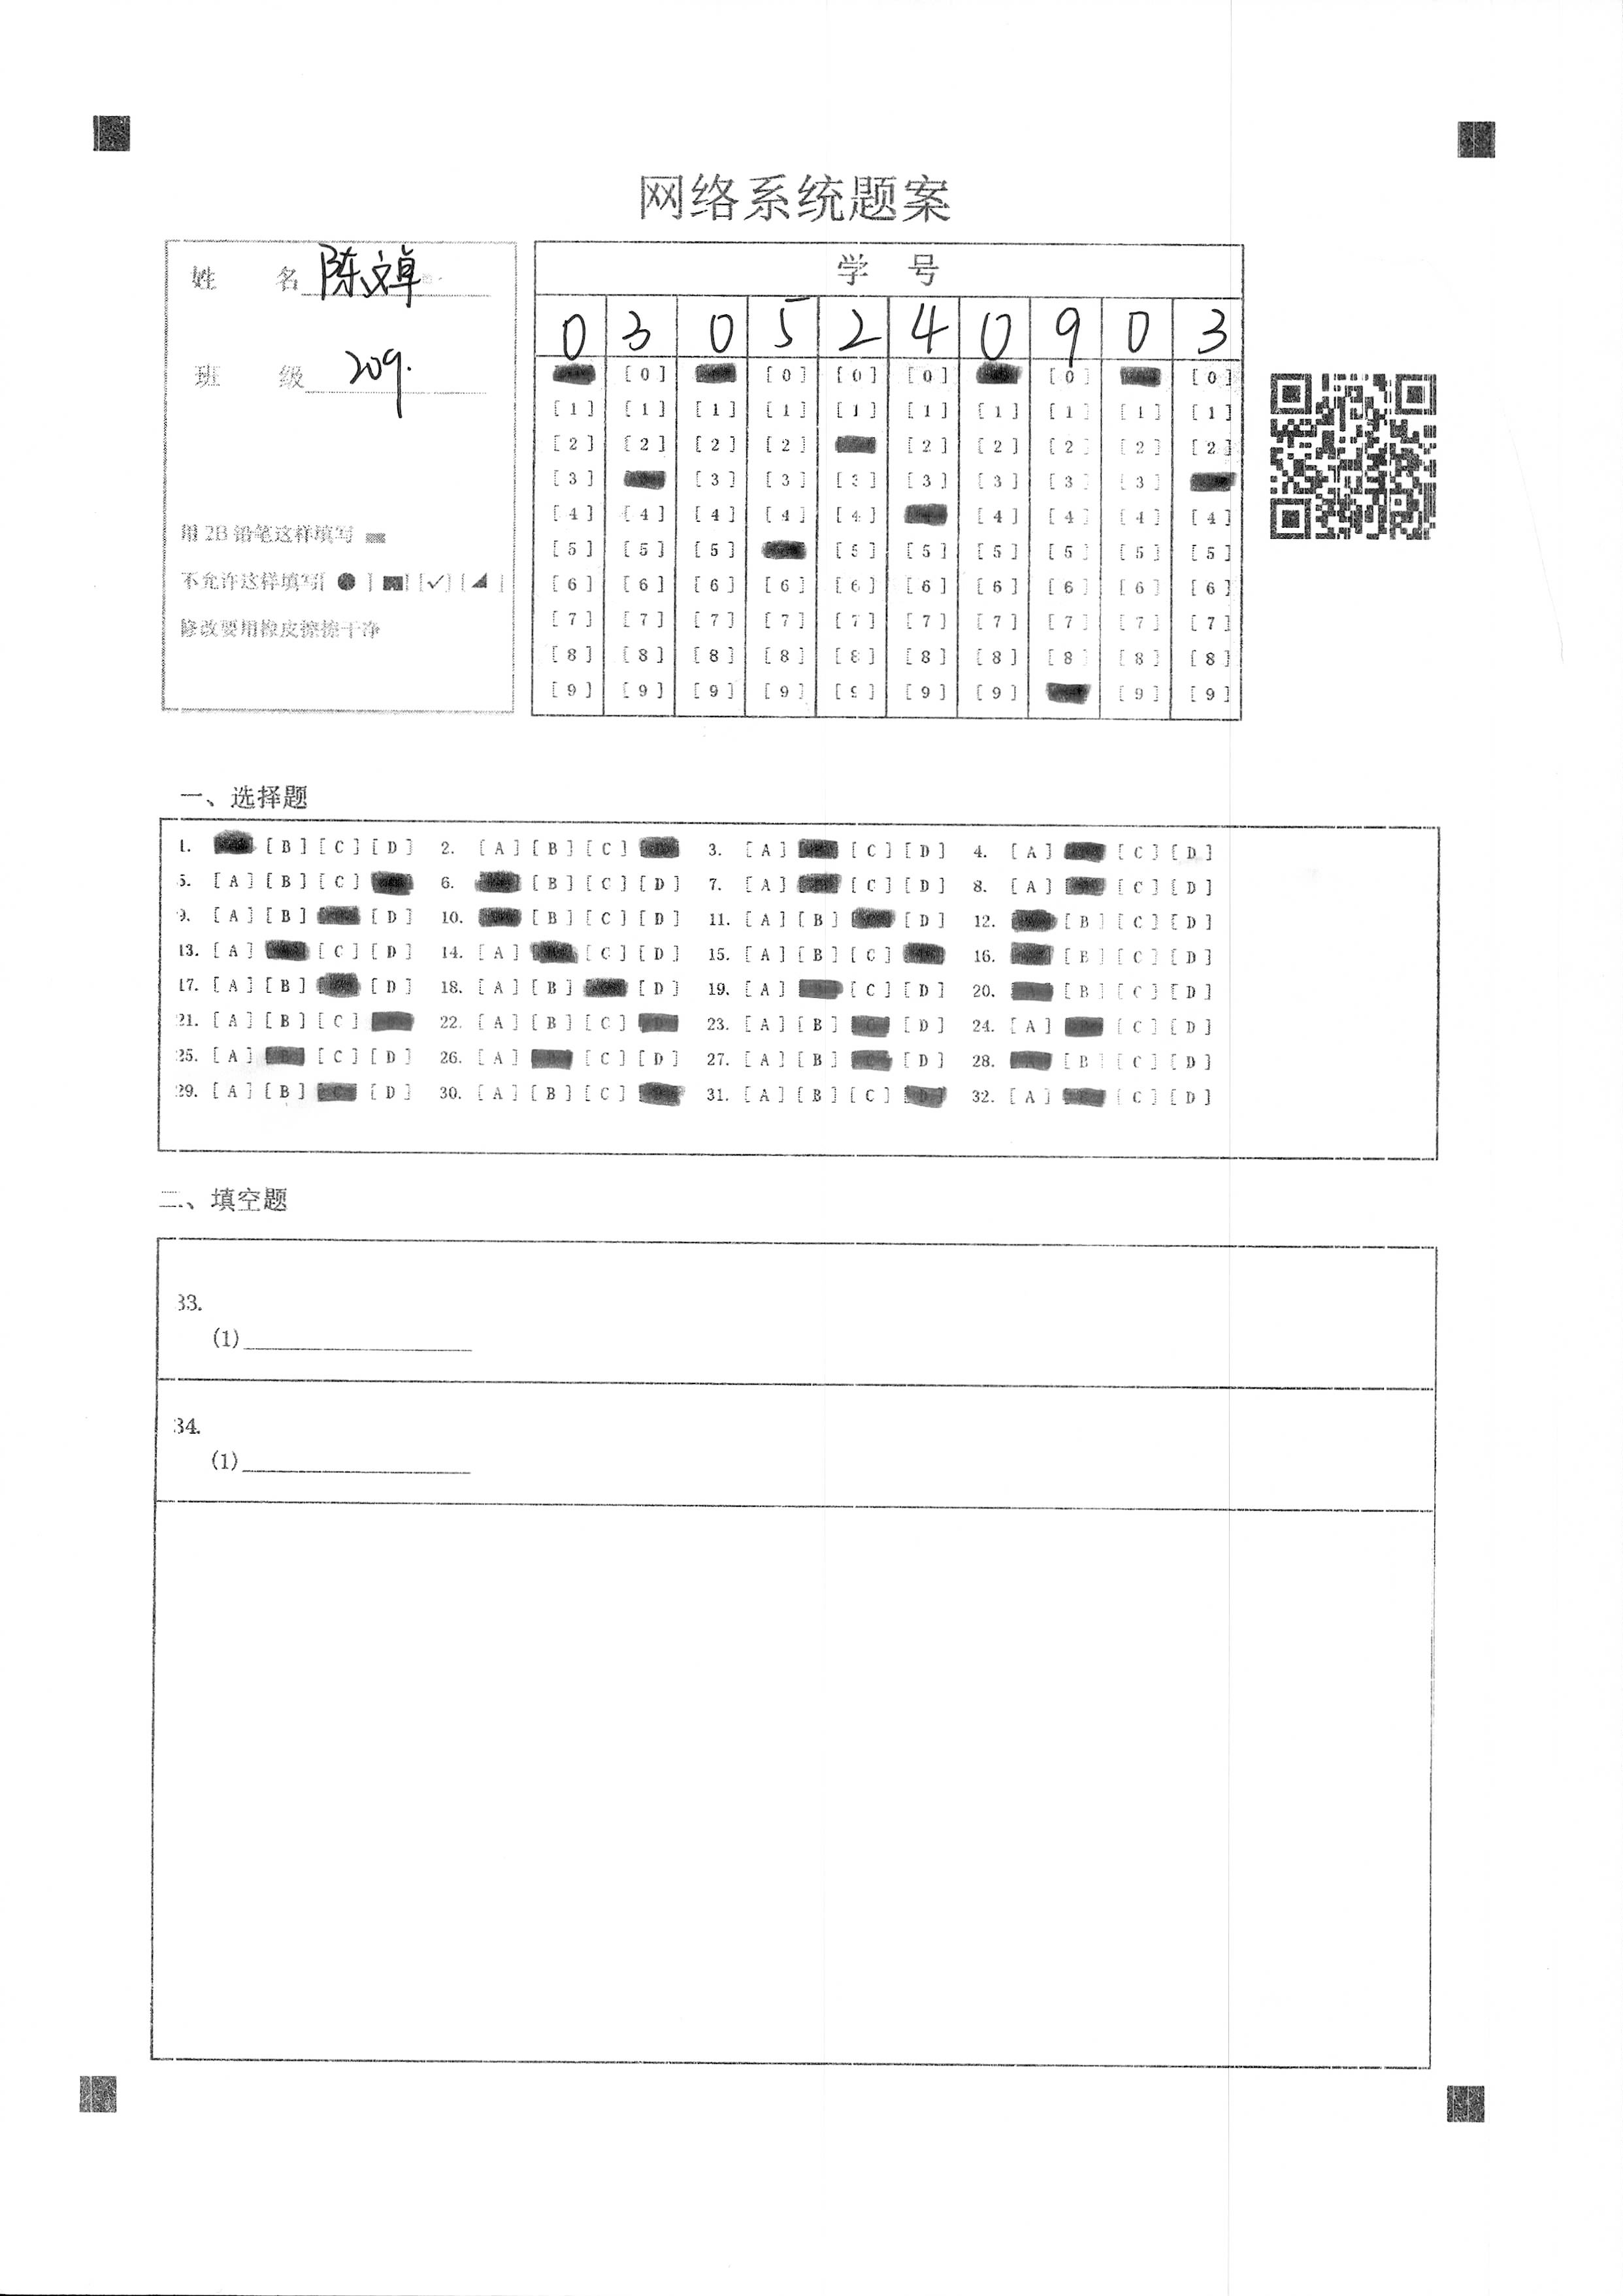 网络系统题案
姓 名 陈文卓
班 级 209.
用 2B 铅笔这样填写
不允许这样填写[ ● ] [■] [✓] [◢ ]
修改要用橡皮擦擦干净
学 号
0 3 0 5 2 4 0 9 0 3
[0] [0] [0] [0] [0] [0]
[1] [1] [1] [1] [1] [1] [1] [1] [1] [1]
[2] [2] [2] [2] [2] [2] [2] [2] [2]
[3] [3] [3] [3] [3] [3] [3] [3]
[4] [4] [4] [4] [4] [4] [4] [4] [4]
[5] [5] [5] [5] [5] [5] [5] [5] [5]
[6] [6] [6] [6] [6] [6] [6] [6] [6] [6]
[7] [7] [7] [7] [7] [7] [7] [7] [7] [7]
[8] [8] [8] [8] [8] [8] [8] [8] [8] [8]
[9] [9] [9] [9] [9] [9] [9] [9] [9]
一、选择题
1. [B] [C] [D] 2. [A] [B] [C] 3. [A] [C] [D] 4. [A] [C] [D]
5. [A] [B] [C] 6. [B] [C] [D] 7. [A] [C] [D] 8. [A] [C] [D]
9. [A] [B] [D] 10. [B] [C] [D] 11. [A] [B] [D] 12. [B] [C] [D]
13. [A] [C] [D] 14. [A] [C] [D] 15. [A] [B] [C] 16. [B] [C] [D]
17. [A] [B] [D] 18. [A] [B] [D] 19. [A] [C] [D] 20. [B] [C] [D]
21. [A] [B] [C] 22. [A] [B] [C] 23. [A] [B] [D] 24. [A] [C] [D]
25. [A] [C] [D] 26. [A] [C] [D] 27. [A] [B] [D] 28. [B] [C] [D]
29. [A] [B] [D] 30. [A] [B] [C] 31. [A] [B] [C] 32. [A] [C] [D]
二、填空题
33.
(1)
34.
(1)